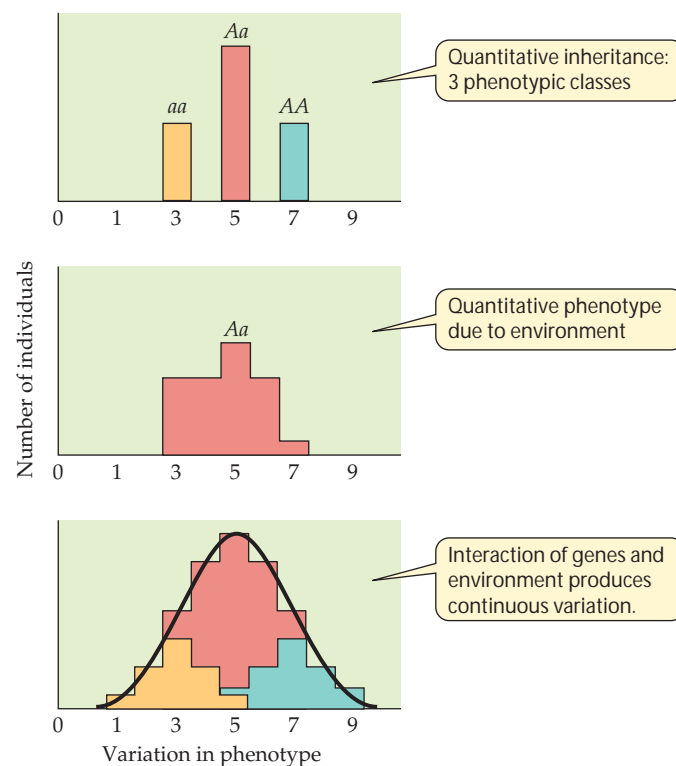 Aa
aa
AA
Quantitative inheritance:
3 phenotypic classes
0 1 3 5 7 9
Number of individuals
Aa
Quantitative phenotype
due to environment
0 1 3 5 7 9
Interaction of genes and
environment produces
continuous variation.
0 1 3 5 7 9
Variation in phenotype